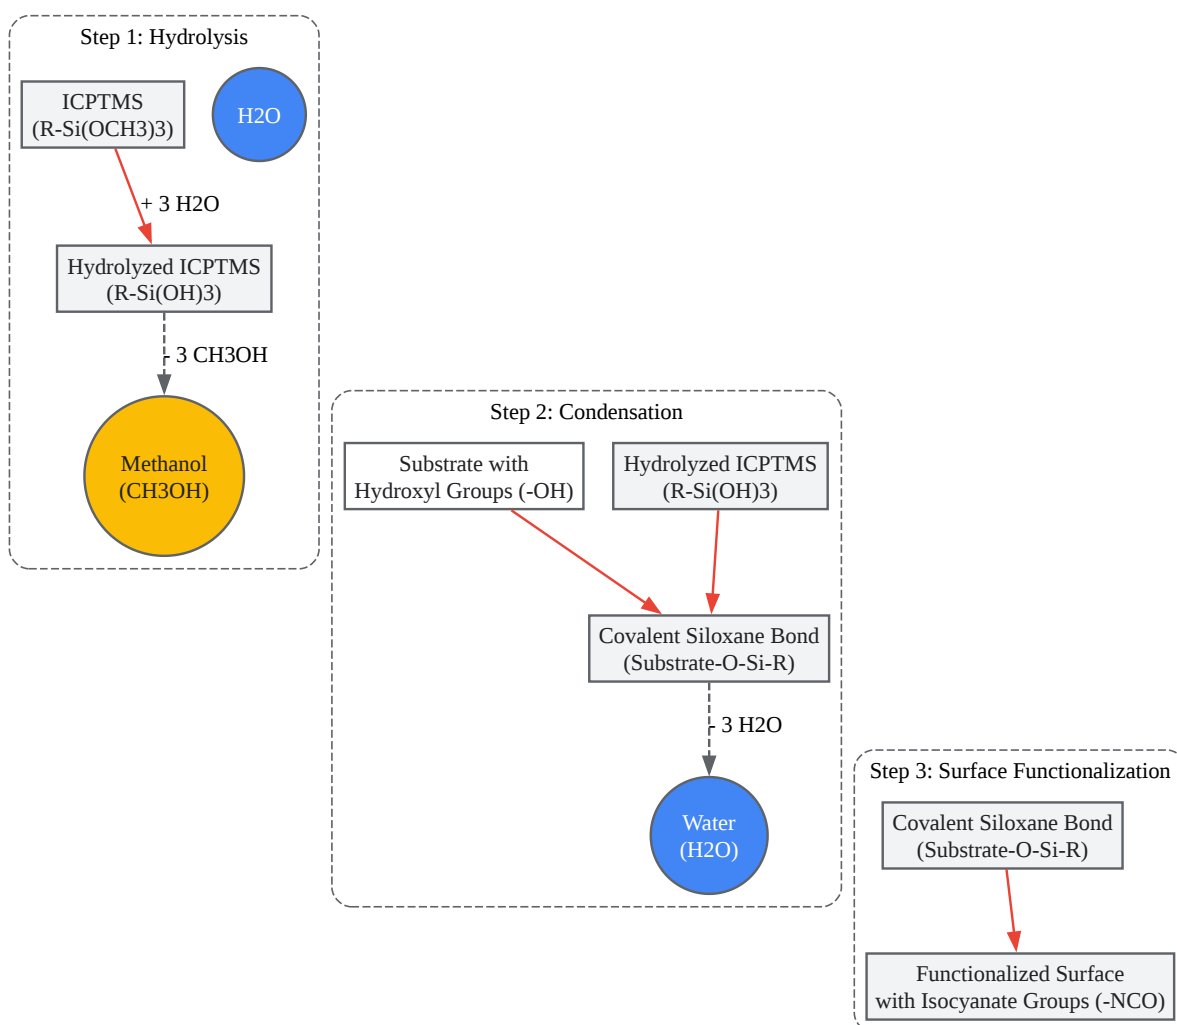 Step 1: Hydrolysis
ICPTMS
(R-Si(OCH3)3)
H2O
+ 3 H2O
Hydrolyzed ICPTMS
(R-Si(OH)3)
- 3 CH3OH
Methanol
(CH3OH)
Step 2: Condensation
Substrate with
Hydroxyl Groups (-OH)
Hydrolyzed ICPTMS
(R-Si(OH)3)
Covalent Siloxane Bond
(Substrate-O-Si-R)
- 3 H2O
Water
(H2O)
Step 3: Surface Functionalization
Covalent Siloxane Bond
(Substrate-O-Si-R)
Functionalized Surface
with Isocyanate Groups (-NCO)